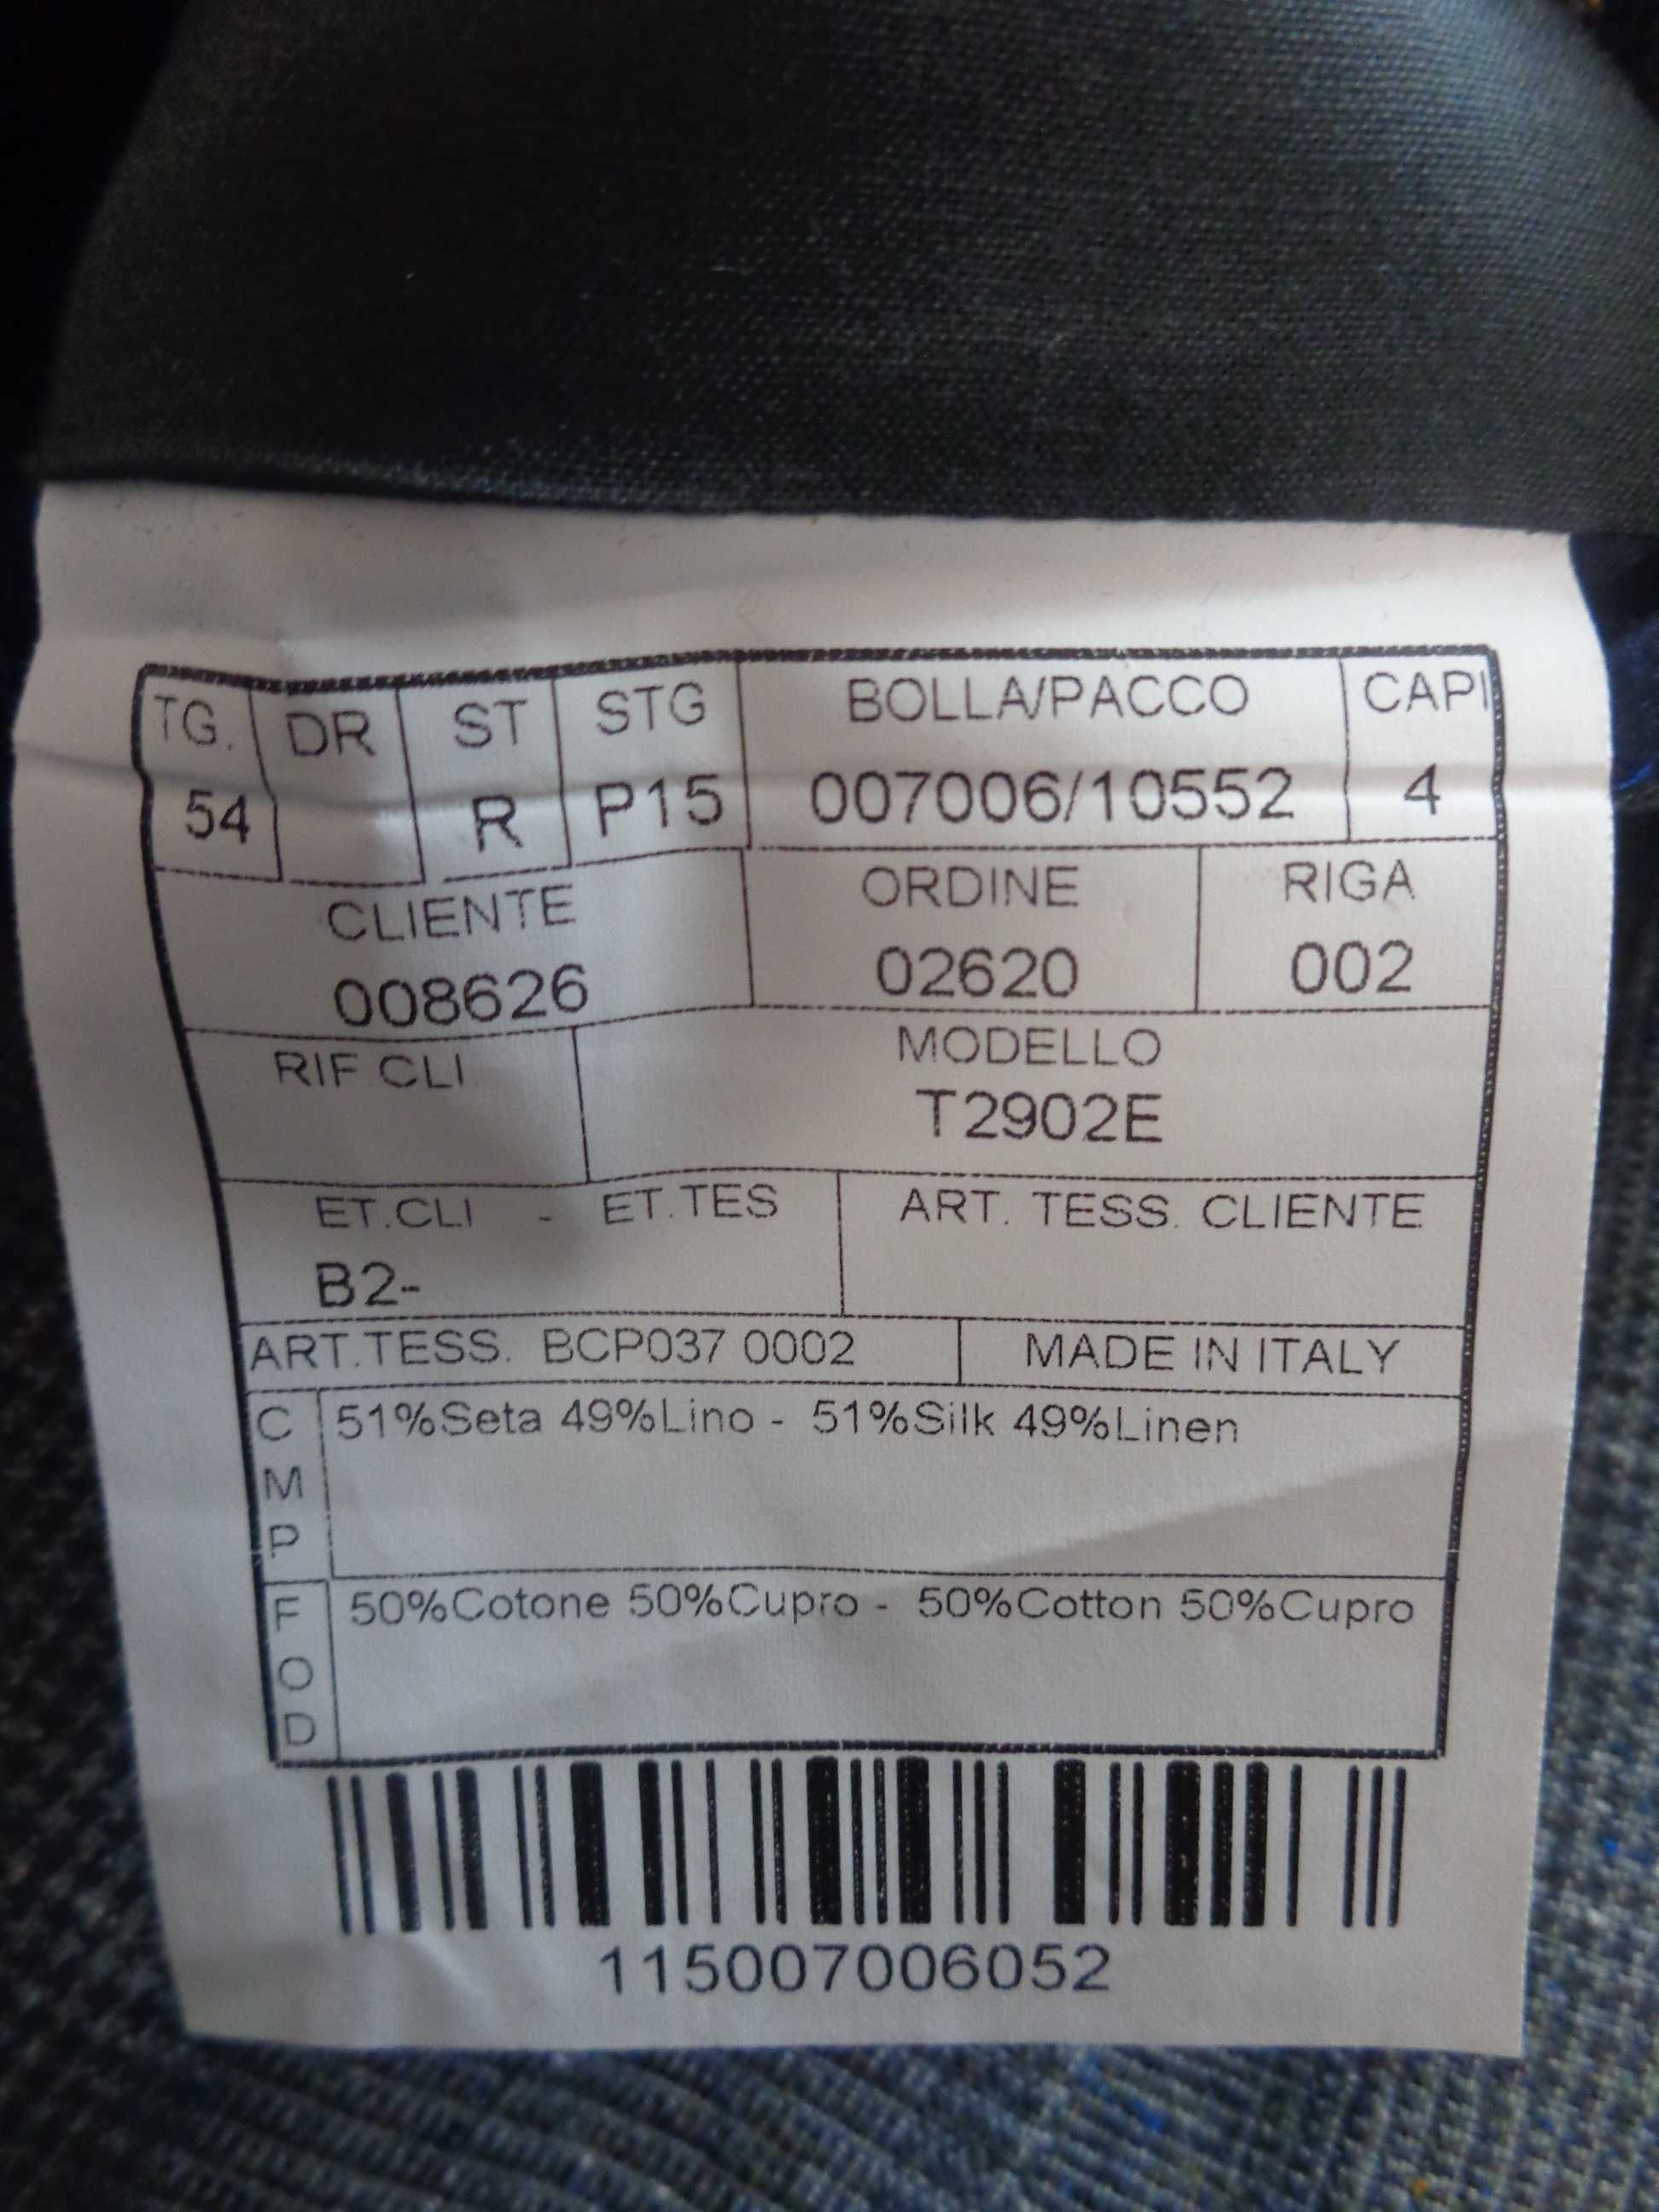 TG. DR ST STG BOLLA/PACCO CAPI
54 R P15 007006/10552 4
CLIENTE ORDINE RIGA
008626 02620 002
RIF.CLI. MODELLO
T2902E
ET.CLI - ET.TES ART. TESS. CLIENTE
B2-
ART.TESS. BCP037 0002 MADE IN ITALY
CMP 51%Seta 49%Lino - 51%Silk 49%Linen
FOD 50%Cotone 50%Cupro - 50%Cotton 50%Cupro
115007006052